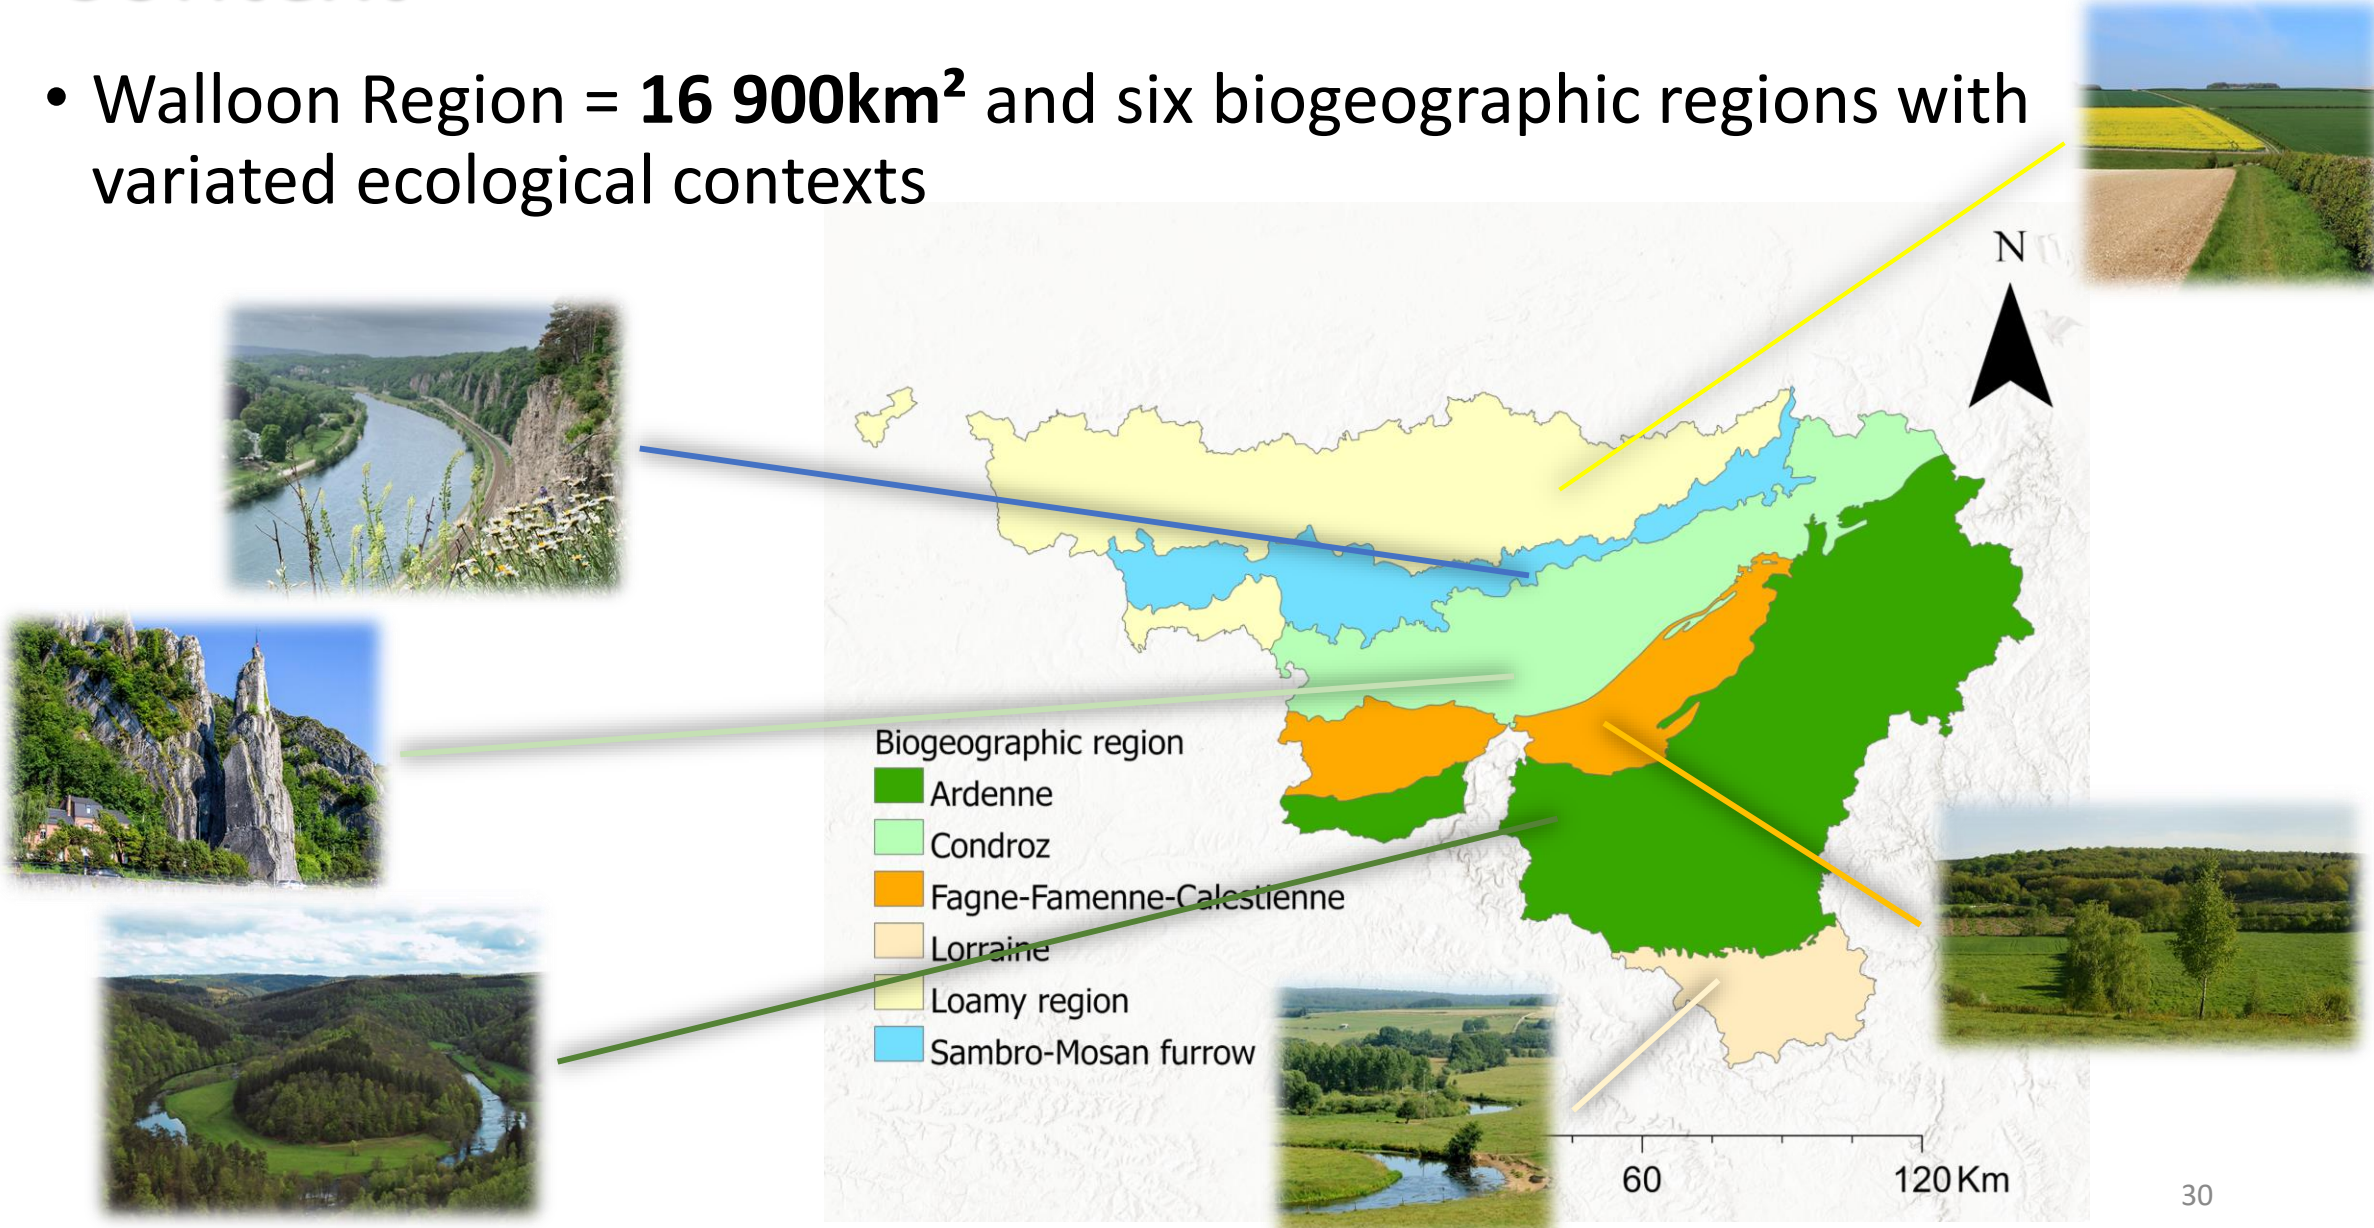 • Walloon Region = 16 900km² and six biogeographic regions with
variated ecological contexts
N
Biogeographic region
Ardenne
Condroz
Fagne-Famenne-Calestienne
Lorraine
Loamy region
Sambro-Mosan furrow
60
120 Km
30